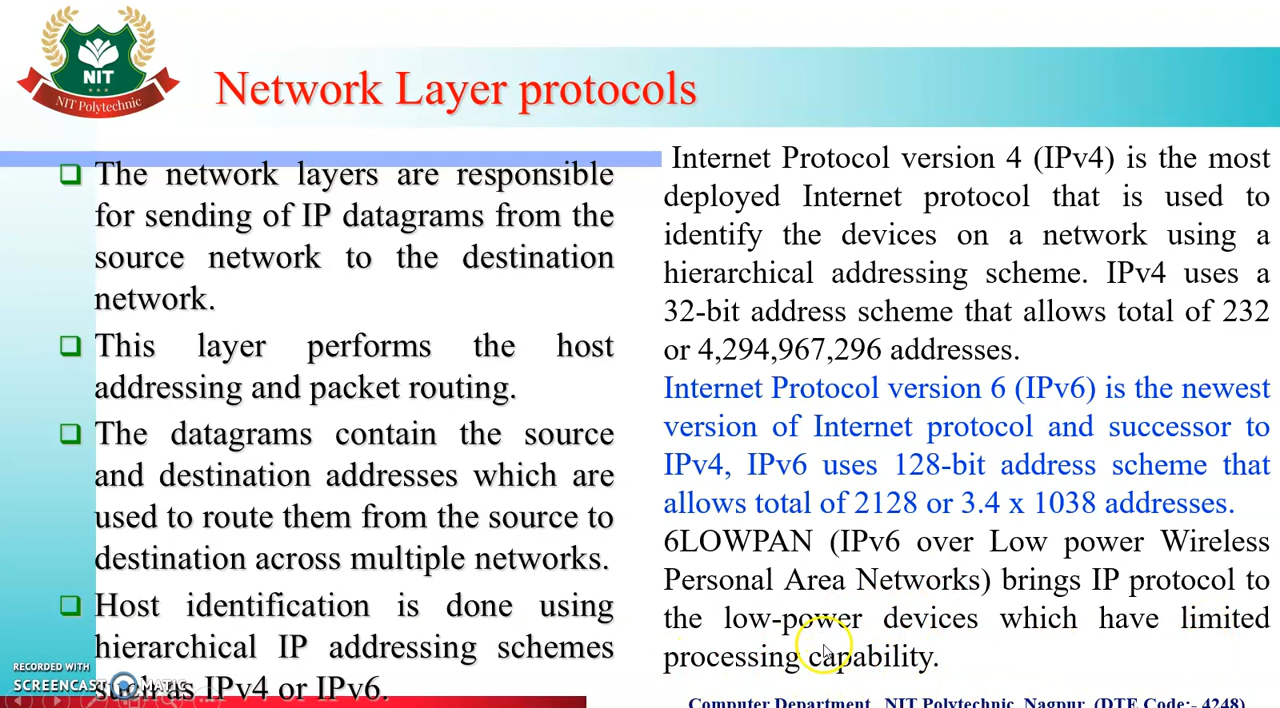 NIT
NIT Polytechnic
Network Layer protocols
The network layers are responsible
for sending of IP datagrams from the
source network to the destination
network.
This layer performs the host
addressing and packet routing.
The datagrams contain the source
and destination addresses which are
used to route them from the source to
destination across multiple networks.
Host identification is done using
hierarchical IP addressing schemes
such as IPv4 or IPv6.
Internet Protocol version 4 (IPv4) is the most
deployed Internet protocol that is used to
identify the devices on a network using a
hierarchical addressing scheme. IPv4 uses a
32-bit address scheme that allows total of 232
or 4,294,967,296 addresses.
Internet Protocol version 6 (IPv6) is the newest
version of Internet protocol and successor to
IPv4, IPv6 uses 128-bit address scheme that
allows total of 2128 or 3.4 x 1038 addresses.
6LOWPAN (IPv6 over Low power Wireless
Personal Area Networks) brings IP protocol to
the low-power devices which have limited
processing capability.
RECORDED WITH
SCREENCAST MATIC
Computer Department, NIT Polytechnic, Nagpur (DTE Code:- 4248)